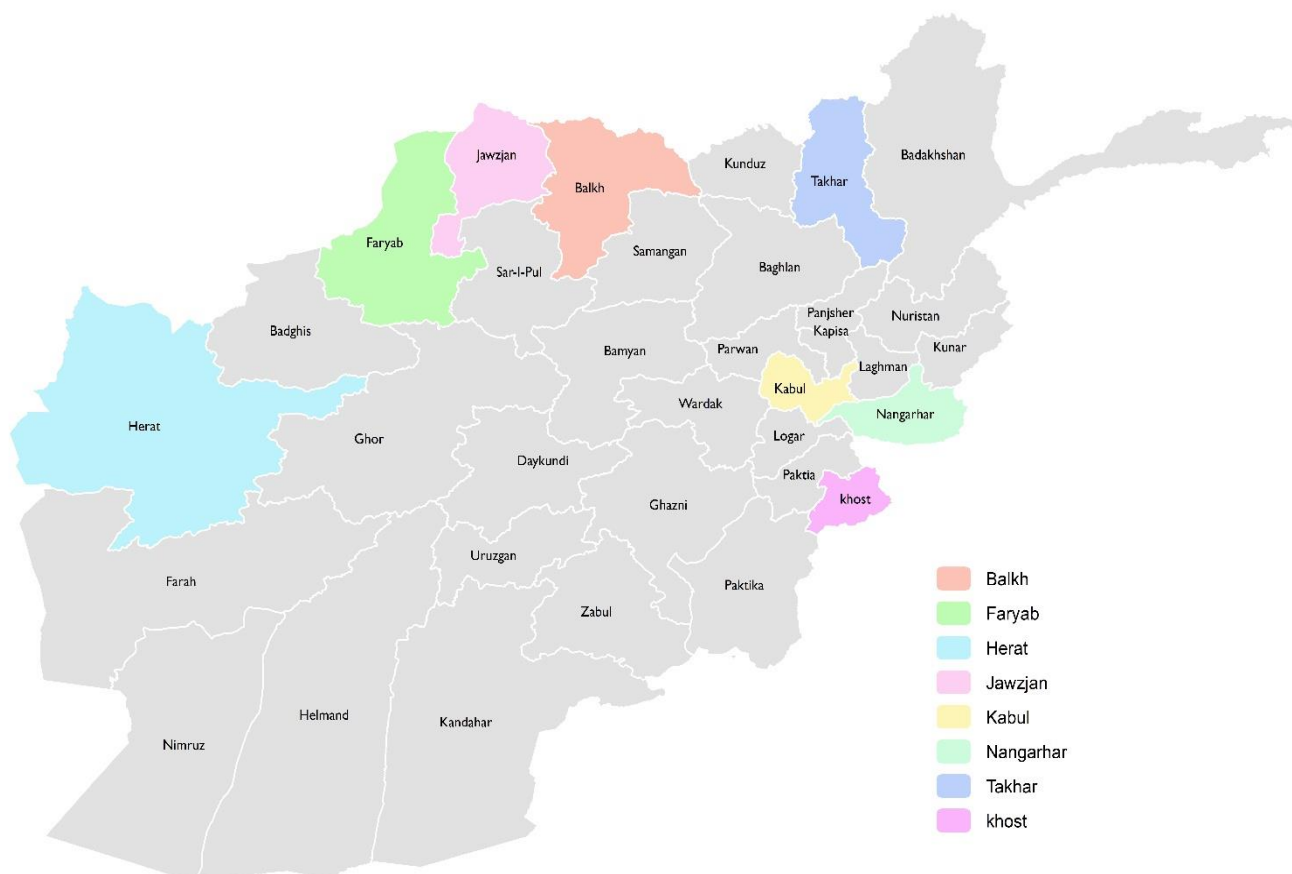 Jawzjan
Balkh
Kunduz
Takhar
Badakhshan
Faryab
Sar-I-Pul
Samangan
Baghlan
Badghis
Bamyan
Parwan
Panjsher
Kapisa
Nuristan
Kunar
Laghman
Kabul
Herat
Ghor
Wardak
Nangarhar
Logar
Daykundi
Paktia
Ghazni
khost
Uruzgan
Farah
Zabul
Paktika
Helmand
Kandahar
Nimruz
Balkh
Faryab
Herat
Jawzjan
Kabul
Nangarhar
Takhar
khost